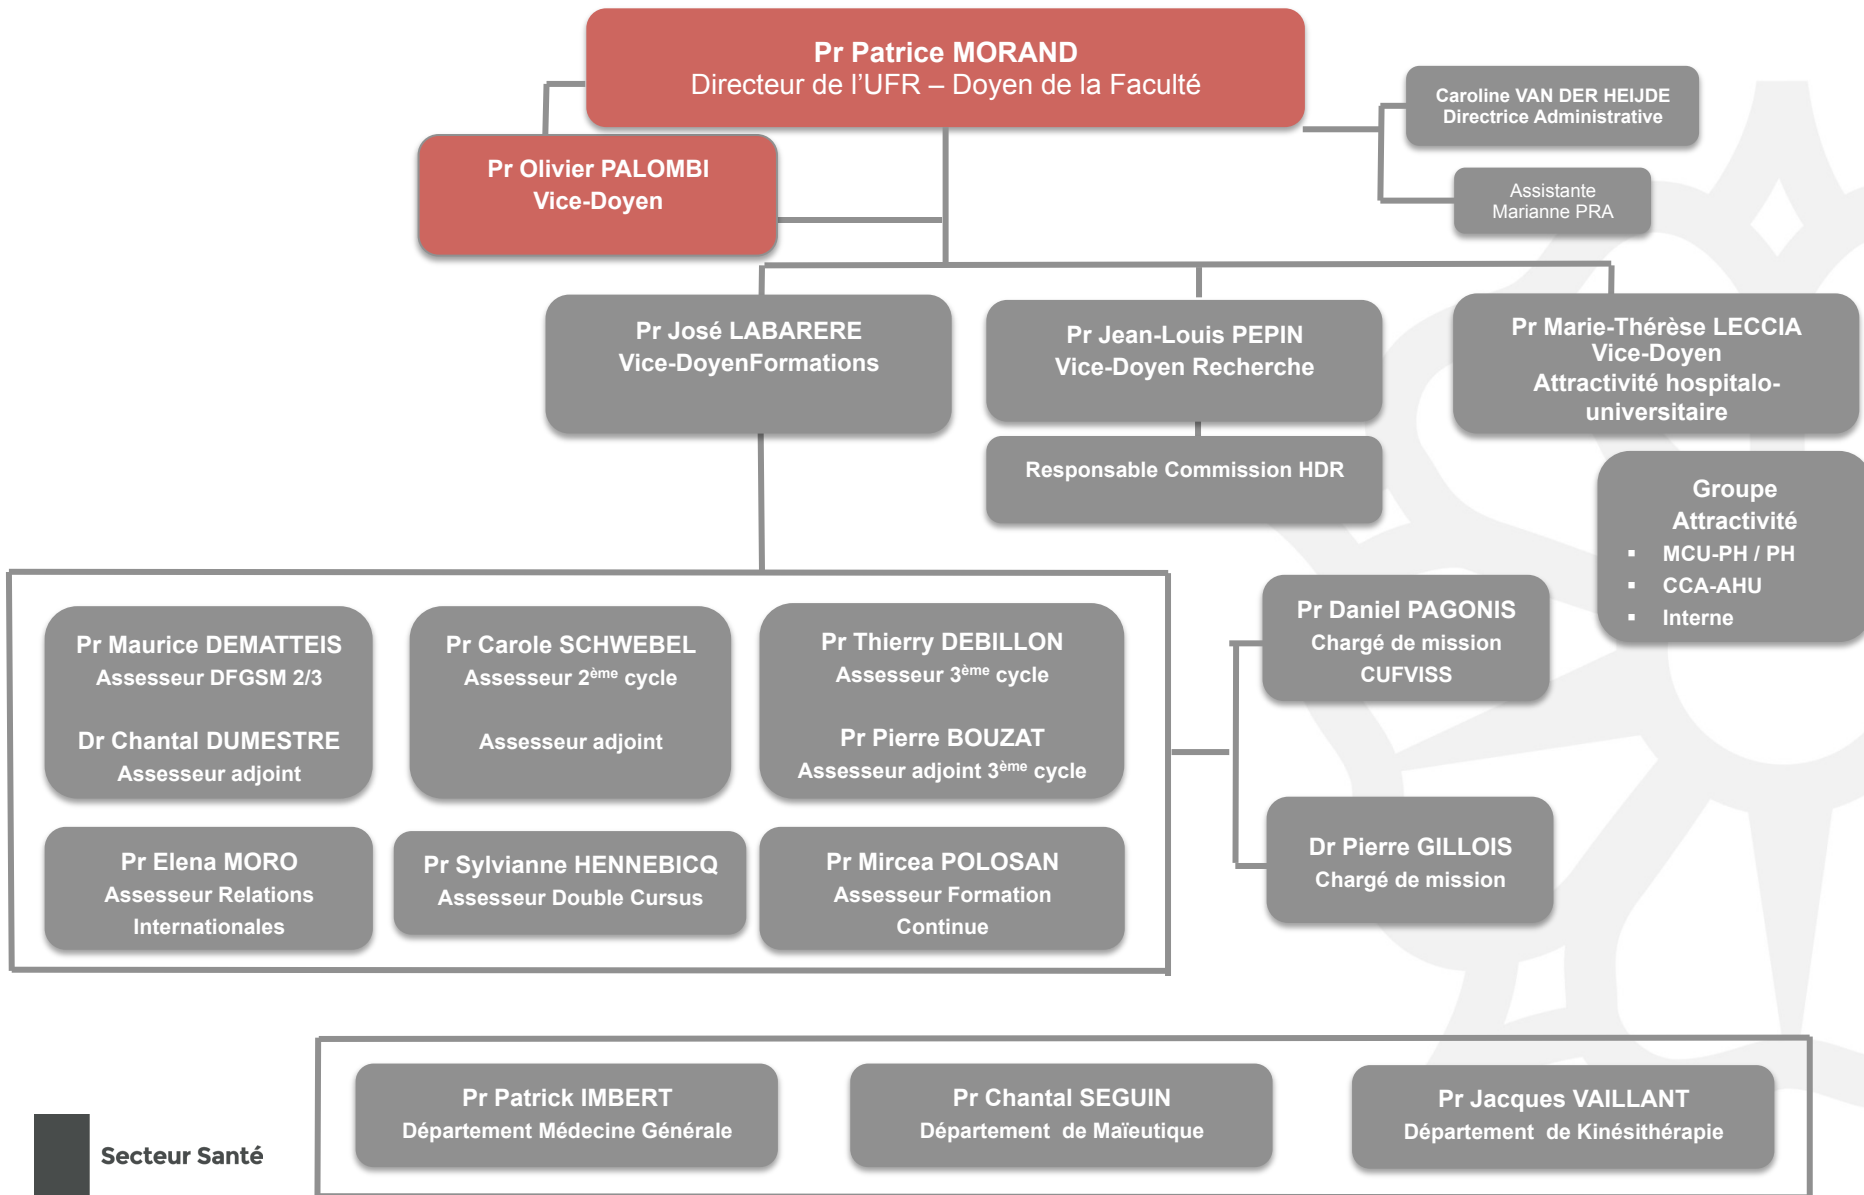 Pr Patrice MORAND
Directeur de l’UFR – Doyen de la Faculté
Caroline VAN DER HEIJDE
Directrice Administrative
Pr Olivier PALOMBI
Vice-Doyen
Assistante
Marianne PRA
Pr José LABARERE
Vice-DoyenFormations
Pr Jean-Louis PEPIN
Vice-Doyen Recherche
Pr Marie-Thérèse LECCIA
Vice-Doyen
Attractivité hospitalo-
universitaire
Responsable Commission HDR
Groupe
Attractivité
▪ MCU-PH / PH
▪ CCA-AHU
▪ Interne
Pr Maurice DEMATTEIS
Assesseur DFGSM 2/3
Dr Chantal DUMESTRE
Assesseur adjoint
Pr Carole SCHWEBEL
Assesseur 2ème cycle
Assesseur adjoint
Pr Thierry DEBILLON
Assesseur 3ème cycle
Pr Pierre BOUZAT
Assesseur adjoint 3ème cycle
Pr Daniel PAGONIS
Chargé de mission
CUFVISS
Pr Elena MORO
Assesseur Relations
Internationales
Pr Sylvianne HENNEBICQ
Assesseur Double Cursus
Pr Mircea POLOSAN
Assesseur Formation
Continue
Dr Pierre GILLOIS
Chargé de mission
Pr Patrick IMBERT
Département Médecine Générale
Pr Chantal SEGUIN
Département de Maïeutique
Pr Jacques VAILLANT
Département de Kinésithérapie
Secteur Santé